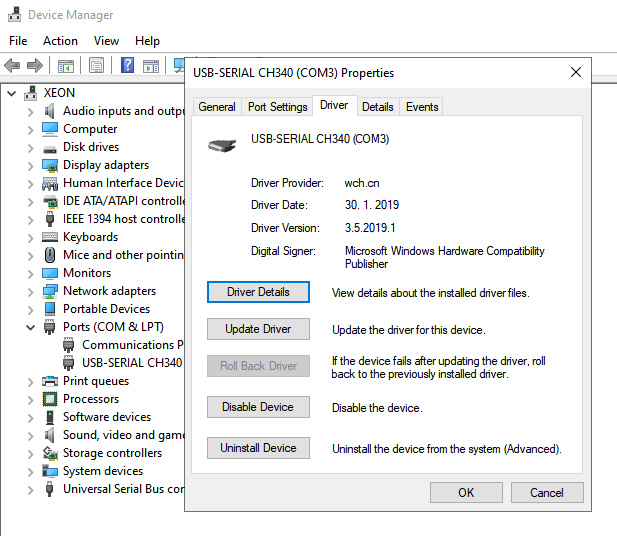 Device Manager
File Action View Help
XEON
Audio inputs and outpu
Computer
Disk drives
Display adapters
Human Interface Devic
IDE ATA/ATAPI controlle
IEEE 1394 host controlle
Keyboards
Mice and other pointin
Monitors
Network adapters
Portable Devices
Ports (COM & LPT)
Communications P
USB-SERIAL CH340
Print queues
Processors
Software devices
Sound, video and game
Storage controllers
System devices
Universal Serial Bus con
USB-SERIAL CH340 (COM3) Properties
General Port Settings Driver Details Events
USB-SERIAL CH340 (COM3)
Driver Provider: wch.cn
Driver Date: 30. 1. 2019
Driver Version: 3.5.2019.1
Digital Signer: Microsoft Windows Hardware Compatibility
Publisher
Driver Details View details about the installed driver files.
Update Driver Update the driver for this device.
Roll Back Driver If the device fails after updating the driver, roll
back to the previously installed driver.
Disable Device Disable the device.
Uninstall Device Uninstall the device from the system (Advanced).
OK Cancel